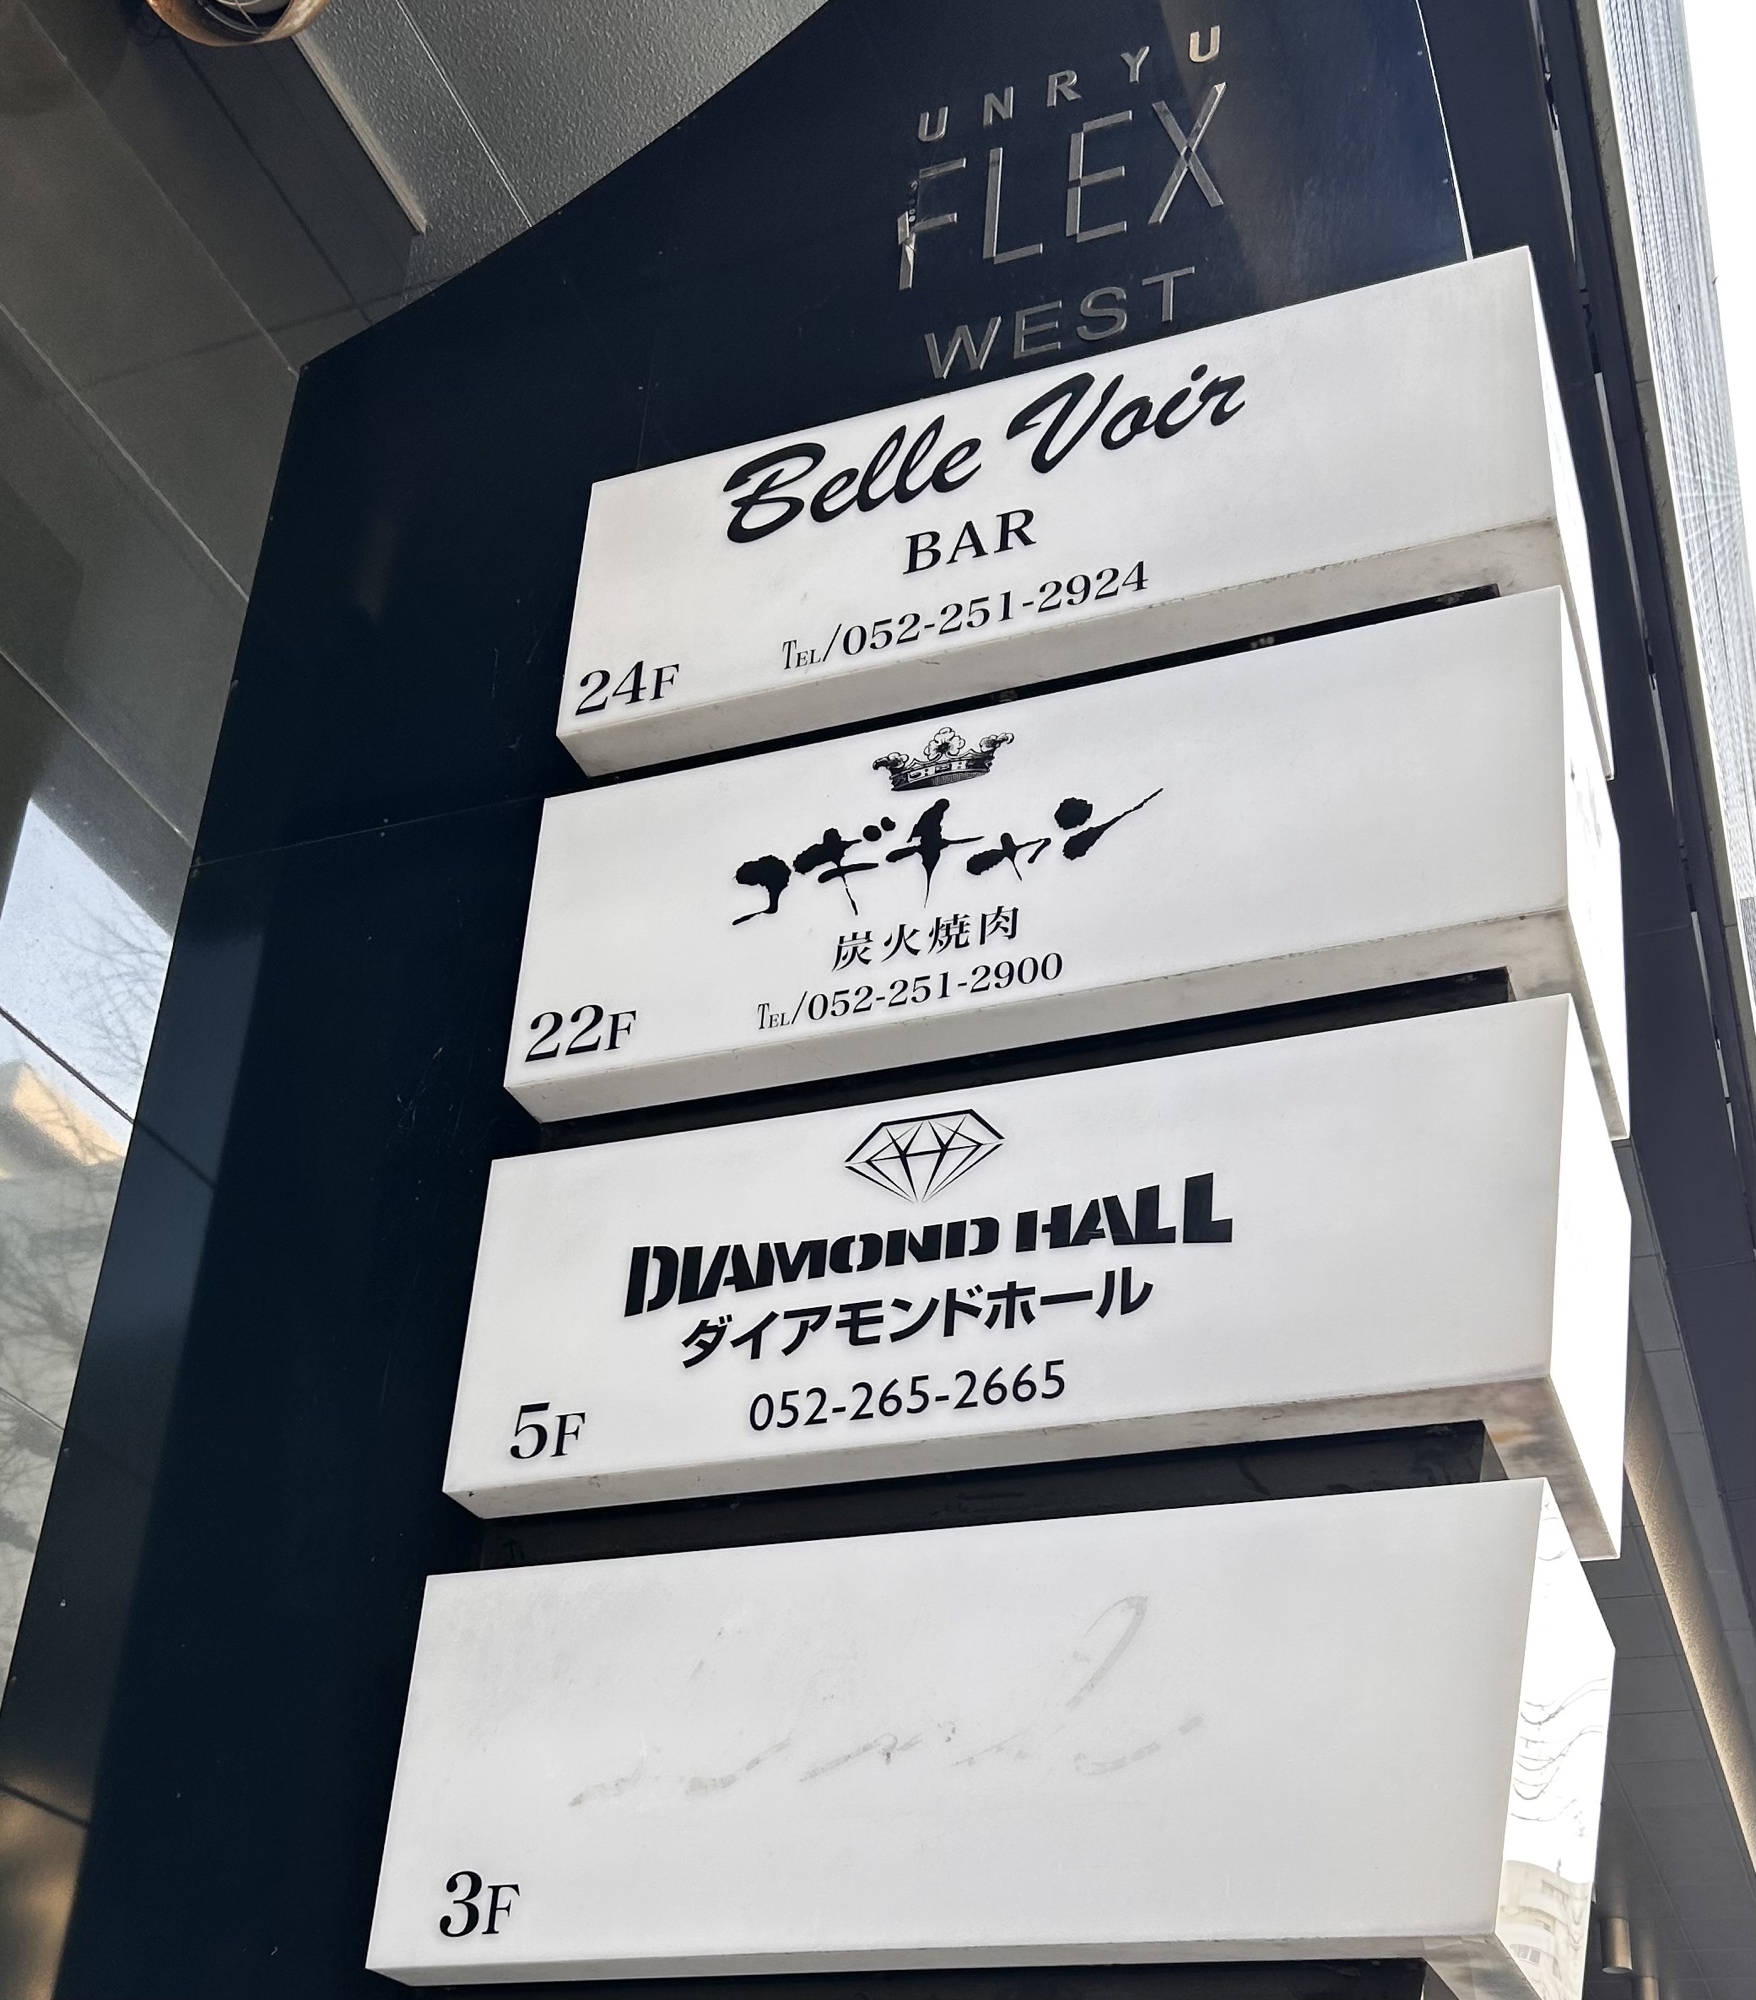 UNRYU
FLEX
WEST
Belle Voir
BAR
TEL/052-251-2924
24F
コギチャン
炭火焼肉
TEL/052-251-2900
22F
DIAMOND HALL
ダイアモンドホール
052-265-2665
5F
3F